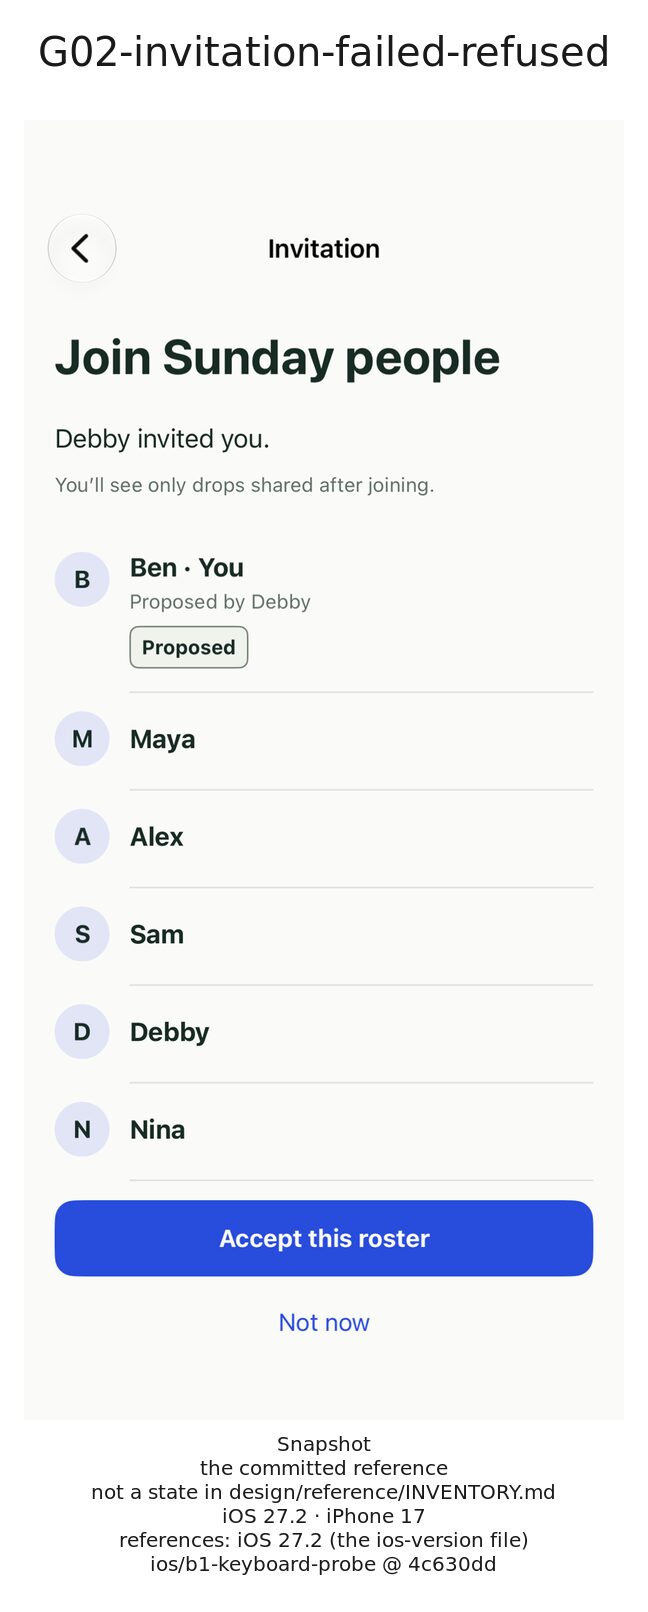 G02-invitation-failed-refused
Invitation
Join Sunday people
Debby invited you.
You’ll see only drops shared after joining.
B
Ben · You
Proposed by Debby
Proposed
M
Maya
A
Alex
S
Sam
D
Debby
N
Nina
Accept this roster
Not now
Snapshot
the committed reference
not a state in design/reference/INVENTORY.md
iOS 27.2 · iPhone 17
references: iOS 27.2 (the ios-version file)
ios/b1-keyboard-probe @ 4c630dd